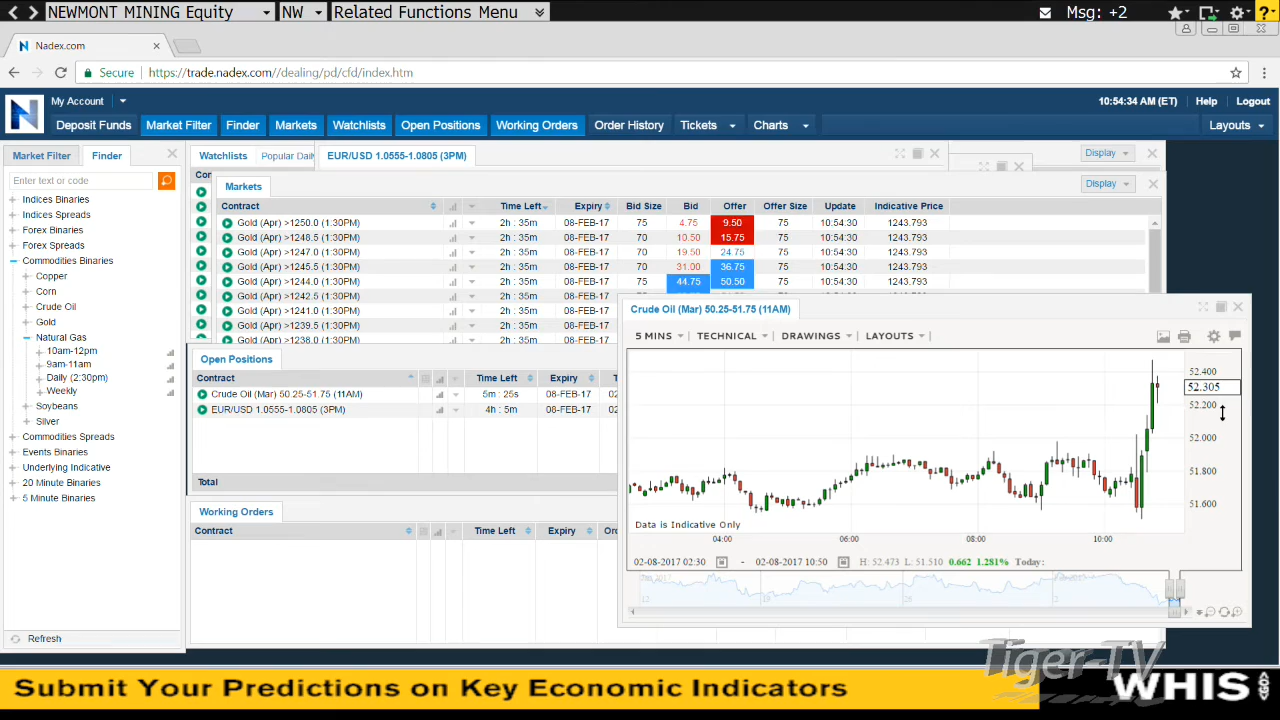 NEWMONT MINING Equity NW Related Functions Menu Msg: +2 ?
Nadex.com
Secure https://trade.nadex.com//dealing/pd/cfd/index.htm
N My Account 10:54:34 AM (ET) Help Logout
Deposit Funds Market Filter Finder Markets Watchlists Open Positions Working Orders Order History Tickets Charts Layouts
Market Filter Finder Watchlists Popular Daily EUR/USD 1.0555-1.0805 (3PM) Display
Enter text or code
Markets Display
Contract Time Left Expiry Bid Size Bid Offer Offer Size Update Indicative Price
Gold (Apr) >1250.0 (1:30PM) 2h : 35m 08-FEB-17 75 4.75 9.50 75 10:54:30 1243.793
Gold (Apr) >1248.5 (1:30PM) 2h : 35m 08-FEB-17 70 10.50 15.75 75 10:54:30 1243.793
Gold (Apr) >1247.0 (1:30PM) 2h : 35m 08-FEB-17 70 19.50 24.75 75 10:54:30 1243.793
Gold (Apr) >1245.5 (1:30PM) 2h : 35m 08-FEB-17 70 31.00 36.75 75 10:54:30 1243.793
Gold (Apr) >1244.0 (1:30PM) 2h : 35m 08-FEB-17 75 44.75 50.50 75 10:54:30 1243.793
Gold (Apr) >1242.5 (1:30PM) 2h : 35m 08-FEB-17
Gold (Apr) >1241.0 (1:30PM) 2h : 35m 08-FEB-17
Gold (Apr) >1239.5 (1:30PM) 2h : 35m 08-FEB-17
Gold (Apr) >1238.0 (1:30PM) 2h : 35m 08-FEB-17
Indices Binaries
Indices Spreads
Forex Binaries
Forex Spreads
Commodities Binaries
Copper
Corn
Crude Oil
Gold
Natural Gas
10am-12pm
9am-11am
Daily (2:30pm)
Weekly
Soybeans
Silver
Commodities Spreads
Events Binaries
Underlying Indicative
20 Minute Binaries
5 Minute Binaries
Refresh
Open Positions
Contract Time Left Expiry
Crude Oil (Mar) 50.25-51.75 (11AM) 5m : 25s 08-FEB-17
EUR/USD 1.0555-1.0805 (3PM) 4h : 5m 08-FEB-17
Total
Working Orders
Contract Time Left Expiry
Crude Oil (Mar) 50.25-51.75 (11AM)
5 MINS TECHNICAL DRAWINGS LAYOUTS
52.400
52.305
52.200
52.000
51.800
51.600
Data is Indicative Only
04:00 06:00 08:00 10:00
02-08-2017 02:30 - 02-08-2017 10:50 H: 52.473 L: 51.510 0.662 1.281% Today:
Tiger-TV
Submit Your Predictions on Key Economic Indicators WHIS